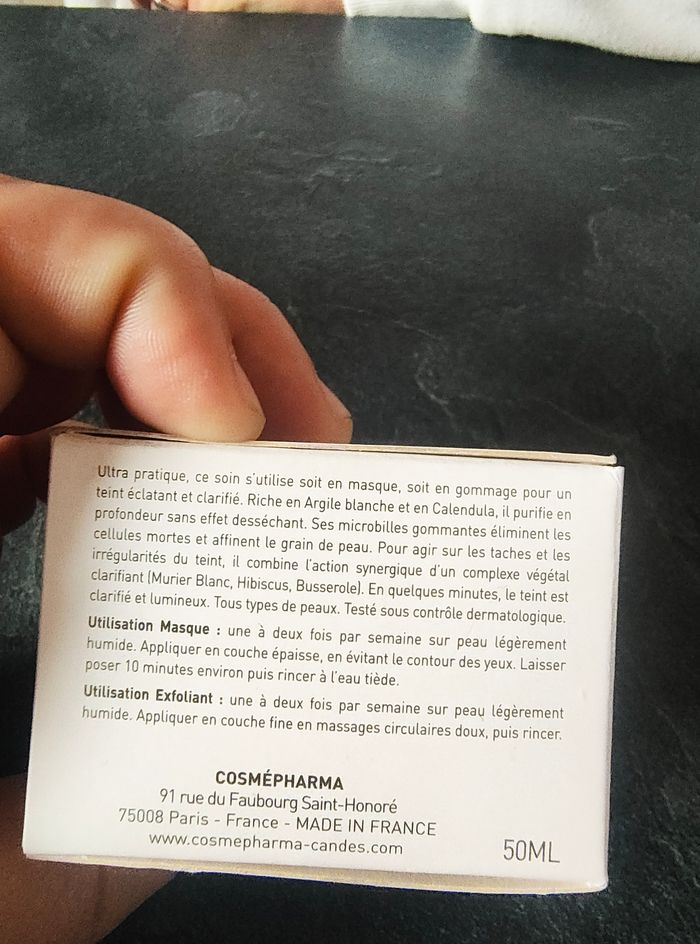 Ultra pratique, ce soin s'utilise soit en masque, soit en gommage pour un
teint éclatant et clarifié. Riche en Argile blanche et en Calendula, il purifie en
profondeur sans effet desséchant. Ses microbilles gommantes éliminent les
cellules mortes et affinent le grain de peau. Pour agir sur les taches et les
irrégularités du teint, il combine l'action synergique d'un complexe végétal
clarifiant (Murier Blanc, Hibiscus, Busserole). En quelques minutes, le teint est
clarifié et lumineux. Tous types de peaux. Testé sous contrôle dermatologique.
Utilisation Masque : une à deux fois par semaine sur peau légèrement
humide. Appliquer en couche épaisse, en évitant le contour des yeux. Laisser
poser 10 minutes environ puis rincer à l'eau tiède.
Utilisation Exfoliant : une à deux fois par semaine sur peau légèrement
humide. Appliquer en couche fine en massages circulaires doux, puis rincer.
COSMÉPHARMA
91 rue du Faubourg Saint-Honoré
75008 Paris - France - MADE IN FRANCE
www.cosmepharma-candes.com
50ML